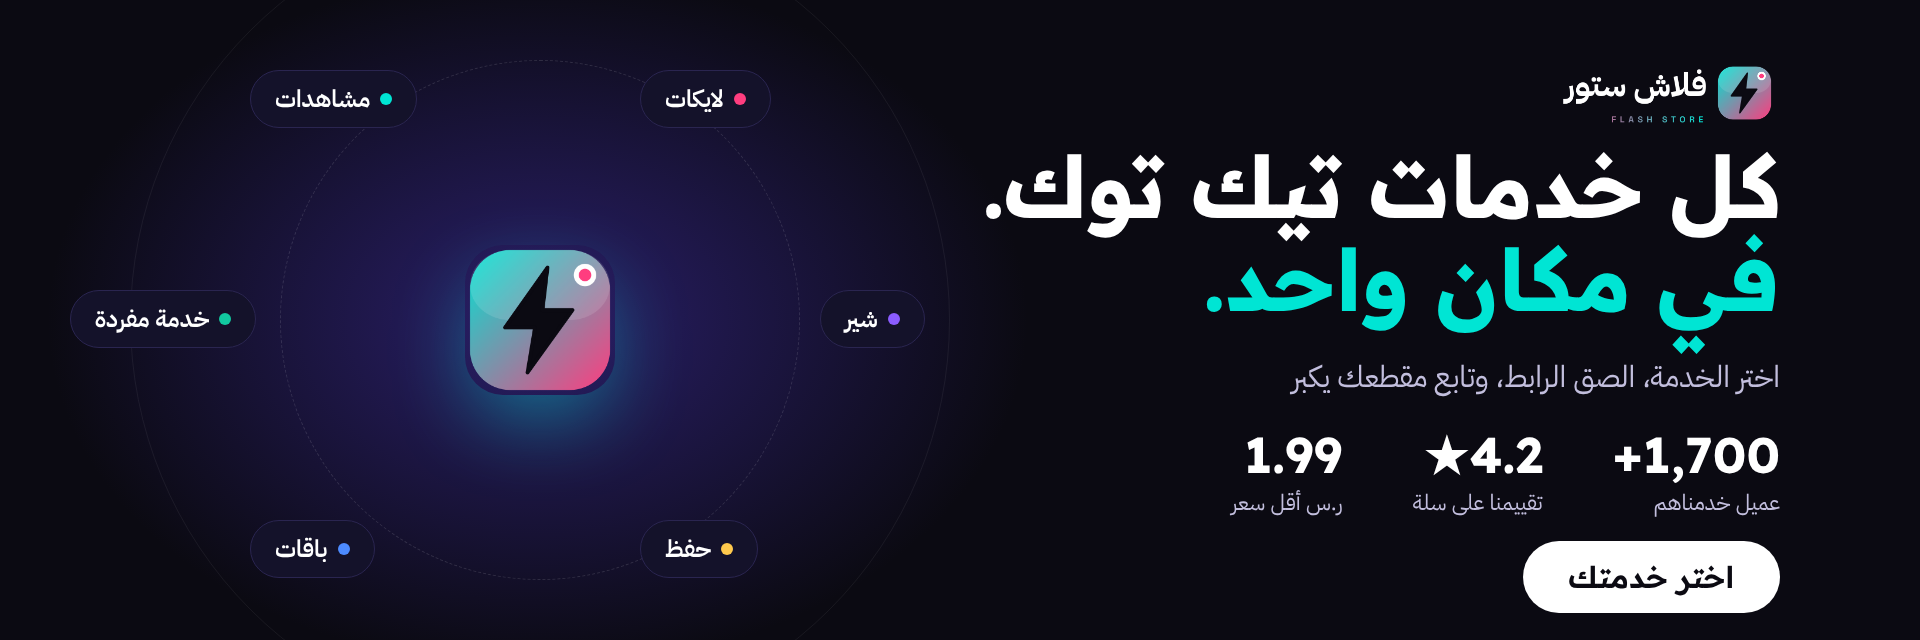 فلاش ستور
FLASH STORE
كل خدمات تيك توك.
في مكان واحد.
اختر الخدمة، الصق الرابط، وتابع مقطعك يكبر
+1,700
عميل خدمناهم
4.2★
تقييمنا على سلة
1.99
ر.س أقل سعر
اختر خدمتك
لايكات
مشاهدات
شير
خدمة مفردة
حفظ
باقات